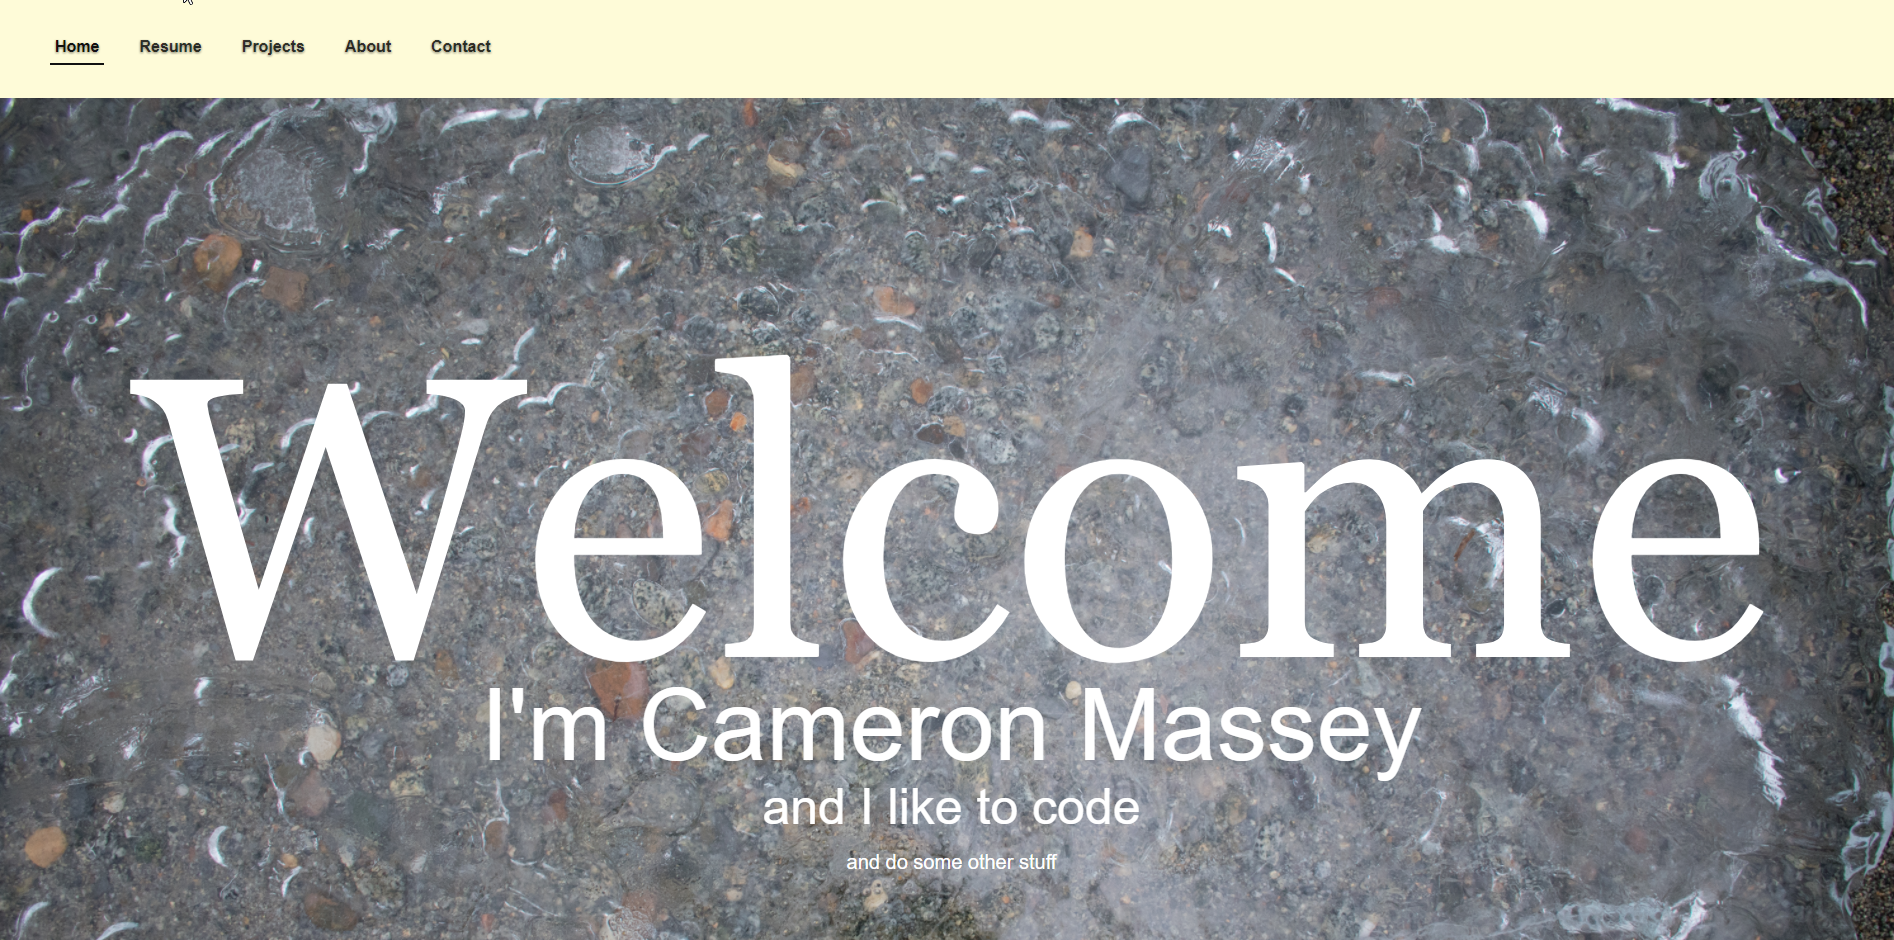 Home Resume Projects About Contact
Welcome
I'm Cameron Massey
and I like to code
and do some other stuff